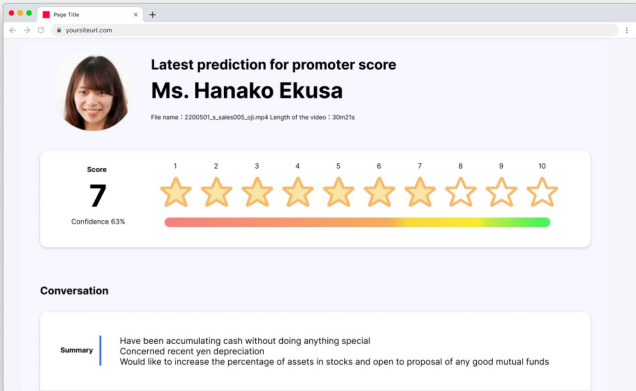 Page Title
yoursiteurl.com
Latest prediction for promoter score
Ms. Hanako Ekusa
File name：2200501_s_sales005_oji.mp4 Length of the video：30m21s
Score
7
Confidence 63%
1 2 3 4 5 6 7 8 9 10
Conversation
Summary
Have been accumulating cash without doing anything special
Concerned recent yen depreciation
Would like to increase the percentage of assets in stocks and open to proposal of any good mutual funds